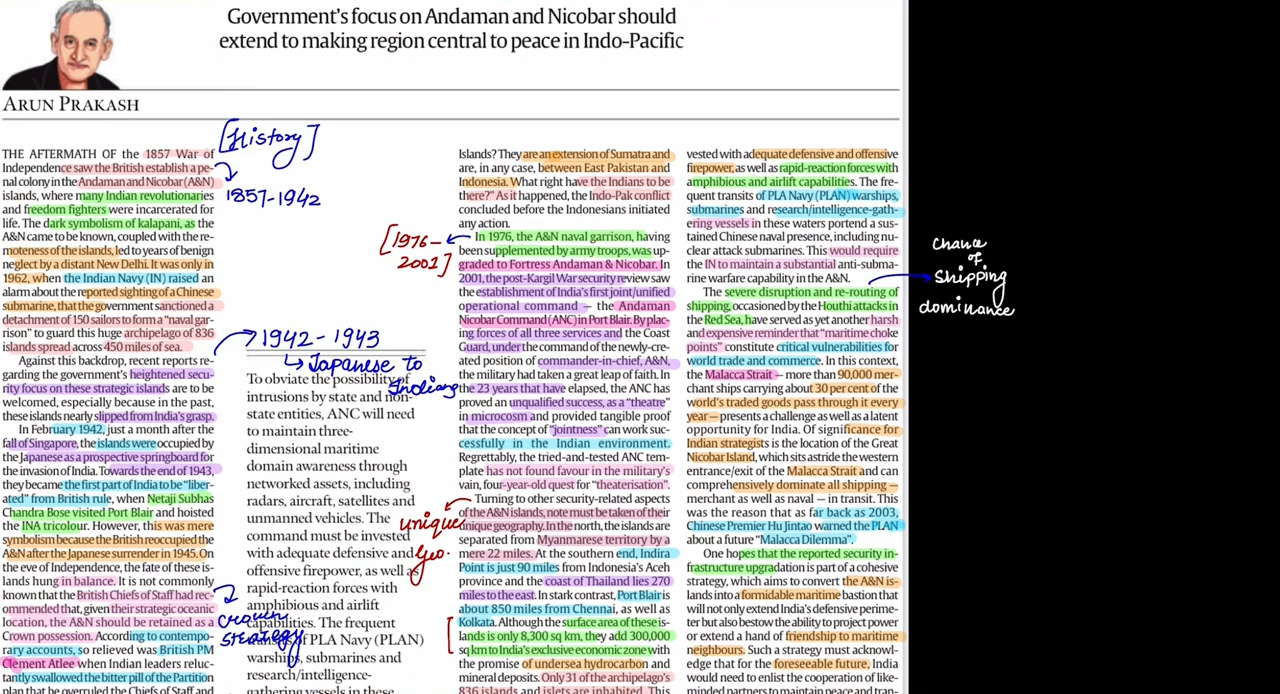 Government's focus on Andaman and Nicobar should
extend to making region central to peace in Indo-Pacific
ARUN PRAKASH
[History]
1857-1942
THE AFTERMATH OF the 1857 War of
Independence saw the British establish a pe-
nal colony in the Andaman and Nicobar (A&N)
islands, where many Indian revolutionaries
and freedom fighters were incarcerated for
life. The dark symbolism of kalapani, as the
A&N came to be known, coupled with the re-
moteness of the islands, led to years of benign
neglect by a distant New Delhi. It was only in
1962, when the Indian Navy (IN) raised an
alarm about the reported sighting of a Chinese
submarine, that the government sanctioned a
detachment of 150 sailors to form a "naval gar-
rison" to guard this huge archipelago of 836
islands spread across 450 miles of sea.
Against this backdrop, recent reports re-
garding the government's heightened secu-
rity focus on these strategic islands are to be
welcomed, especially because in the past,
these islands nearly slipped from India's grasp.
In February 1942, just a month after the
fall of Singapore, the islands were occupied by
the Japanese as a prospective springboard for
the invasion of India. Towards the end of 1943,
they became the first part of India to be "liber-
ated" from British rule, when Netaji Subhas
Chandra Bose visited Port Blair and hoisted
the INA tricolour. However, this was mere
symbolism because the British reoccupied the
A&N after the Japanese surrender in 1945. On
the eve of Independence, the fate of these is-
lands hung in balance. It is not commonly
known that the British Chiefs of Staff had rec-
ommended that, given their strategic oceanic
location, the A&N should be retained as a
Crown possession. According to contempo-
rary accounts, so relieved was British PM
Clement Atlee when Indian leaders reluc-
tantly swallowed the bitter pill of the Partition
plan that he overruled the Chiefs of Staff and
1942 - 1943
Japanese to
Indians
crown
strategy
To obviate the possibility of
intrusions by state and non-
state entities, ANC will need
to maintain three-
dimensional maritime
domain awareness through
networked assets, including
radars, aircraft, satellites and
unmanned vehicles. The
command must be invested
with adequate defensive and
offensive firepower, as well as
rapid-reaction forces with
amphibious and airlift
capabilities. The frequent
of PLA Navy (PLAN)
warships, submarines and
research/intelligence-
gathering vessels in these
[1976-
2001]
unique
Geo.
Islands? They are an extension of Sumatra and
are, in any case, between East Pakistan and
Indonesia. What right have the Indians to be
there?" As it happened, the Indo-Pak conflict
concluded before the Indonesians initiated
any action.
In 1976, the A&N naval garrison, having
been supplemented by army troops, was up-
graded to Fortress Andaman & Nicobar. In
2001, the post-Kargil War security review saw
the establishment of India's first joint/unified
operational command — the Andaman
Nicobar Command (ANC) in Port Blair. By plac-
ing forces of all three services and the Coast
Guard, under the command of the newly-cre-
ated position of commander-in-chief, A&N,
the military had taken a great leap of faith. In
the 23 years that have elapsed, the ANC has
proved an unqualified success, as a "theatre"
in microcosm and provided tangible proof
that the concept of "jointness" can work suc-
cessfully in the Indian environment.
Regrettably, the tried-and-tested ANC tem-
plate has not found favour in the military's
vain, four-year-old quest for "theaterisation".
Turning to other security-related aspects
of the A&N islands, note must be taken of their
unique geography. In the north, the islands are
separated from Myanmarese territory by a
mere 22 miles. At the southern end, Indira
Point is just 90 miles from Indonesia's Aceh
province and the coast of Thailand lies 270
miles to the east. In stark contrast, Port Blair is
about 850 miles from Chennai, as well as
Kolkata. Although the surface area of these is-
lands is only 8,300 sq km, they add 300,000
sq km to India's exclusive economic zone with
the promise of undersea hydrocarbon and
mineral deposits. Only 31 of the archipelago's
836 islands and islets are inhabited. This
vested with adequate defensive and offensive
firepower, as well as rapid-reaction forces with
amphibious and airlift capabilities. The fre-
quent transits of PLA Navy (PLAN) warships,
submarines and research/intelligence-gath-
ering vessels in these waters portend a sus-
tained Chinese naval presence, including nu-
clear attack submarines. This would require
the IN to maintain a substantial anti-subma-
rine warfare capability in the A&N.
The severe disruption and re-routing of
shipping, occasioned by the Houthi attacks in
the Red Sea, have served as yet another harsh
and expensive reminder that "maritime choke
points" constitute critical vulnerabilities for
world trade and commerce. In this context,
the Malacca Strait — more than 90,000 mer-
chant ships carrying about 30 per cent of the
world's traded goods pass through it every
year — presents a challenge as well as a latent
opportunity for India. Of significance for
Indian strategists is the location of the Great
Nicobar Island, which sits astride the western
entrance/exit of the Malacca Strait and can
comprehensively dominate all shipping —
merchant as well as naval — in transit. This
was the reason that as far back as 2003,
Chinese Premier Hu Jintao warned the PLAN
about a future "Malacca Dilemma".
One hopes that the reported security in-
frastructure upgradation is part of a cohesive
strategy, which aims to convert the A&N is-
lands into a formidable maritime bastion that
will not only extend India's defensive perime-
ter but also bestow the ability to project power
or extend a hand of friendship to maritime
neighbours. Such a strategy must acknowl-
edge that for the foreseeable future, India
would need to enlist the cooperation of like-
minded partners to maintain peace and tran-
chance
of
shipping
dominance